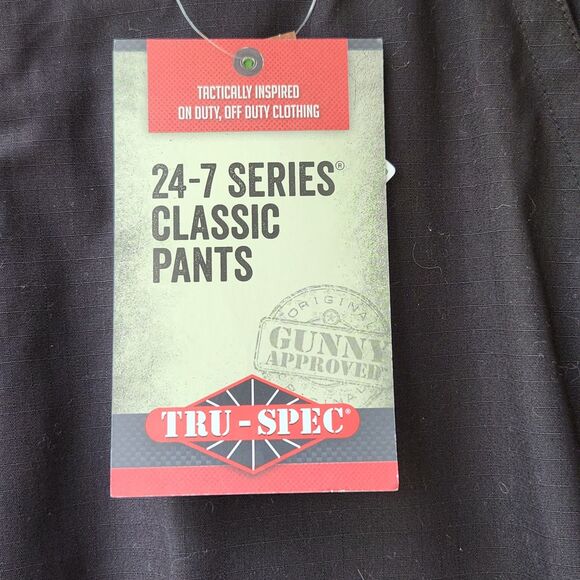 TACTICALLY INSPIRED
ON DUTY, OFF DUTY CLOTHING
24-7 SERIES®
CLASSIC
PANTS
ORIGINAL
GUNNY
APPROVED
TRU-SPEC®